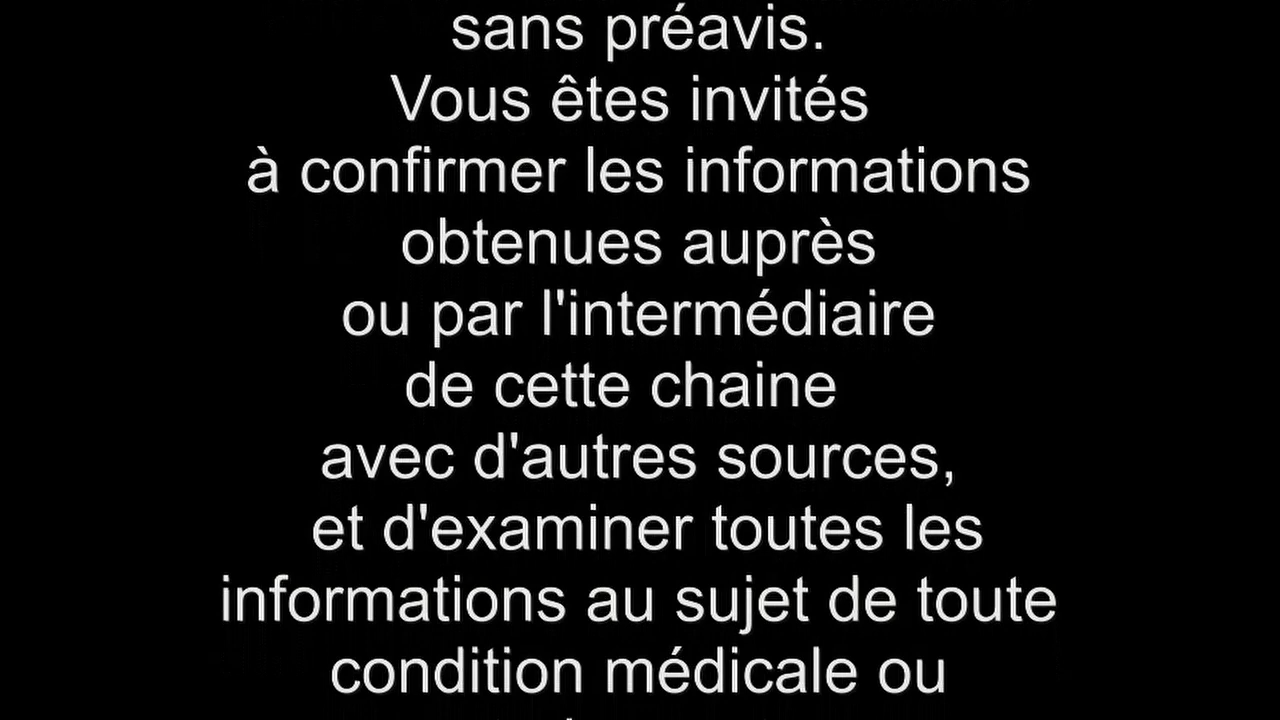 sans préavis.
Vous êtes invités
à confirmer les informations
obtenues auprès
ou par l'intermédiaire
de cette chaine
avec d'autres sources,
et d'examiner toutes les
informations au sujet de toute
condition médicale ou